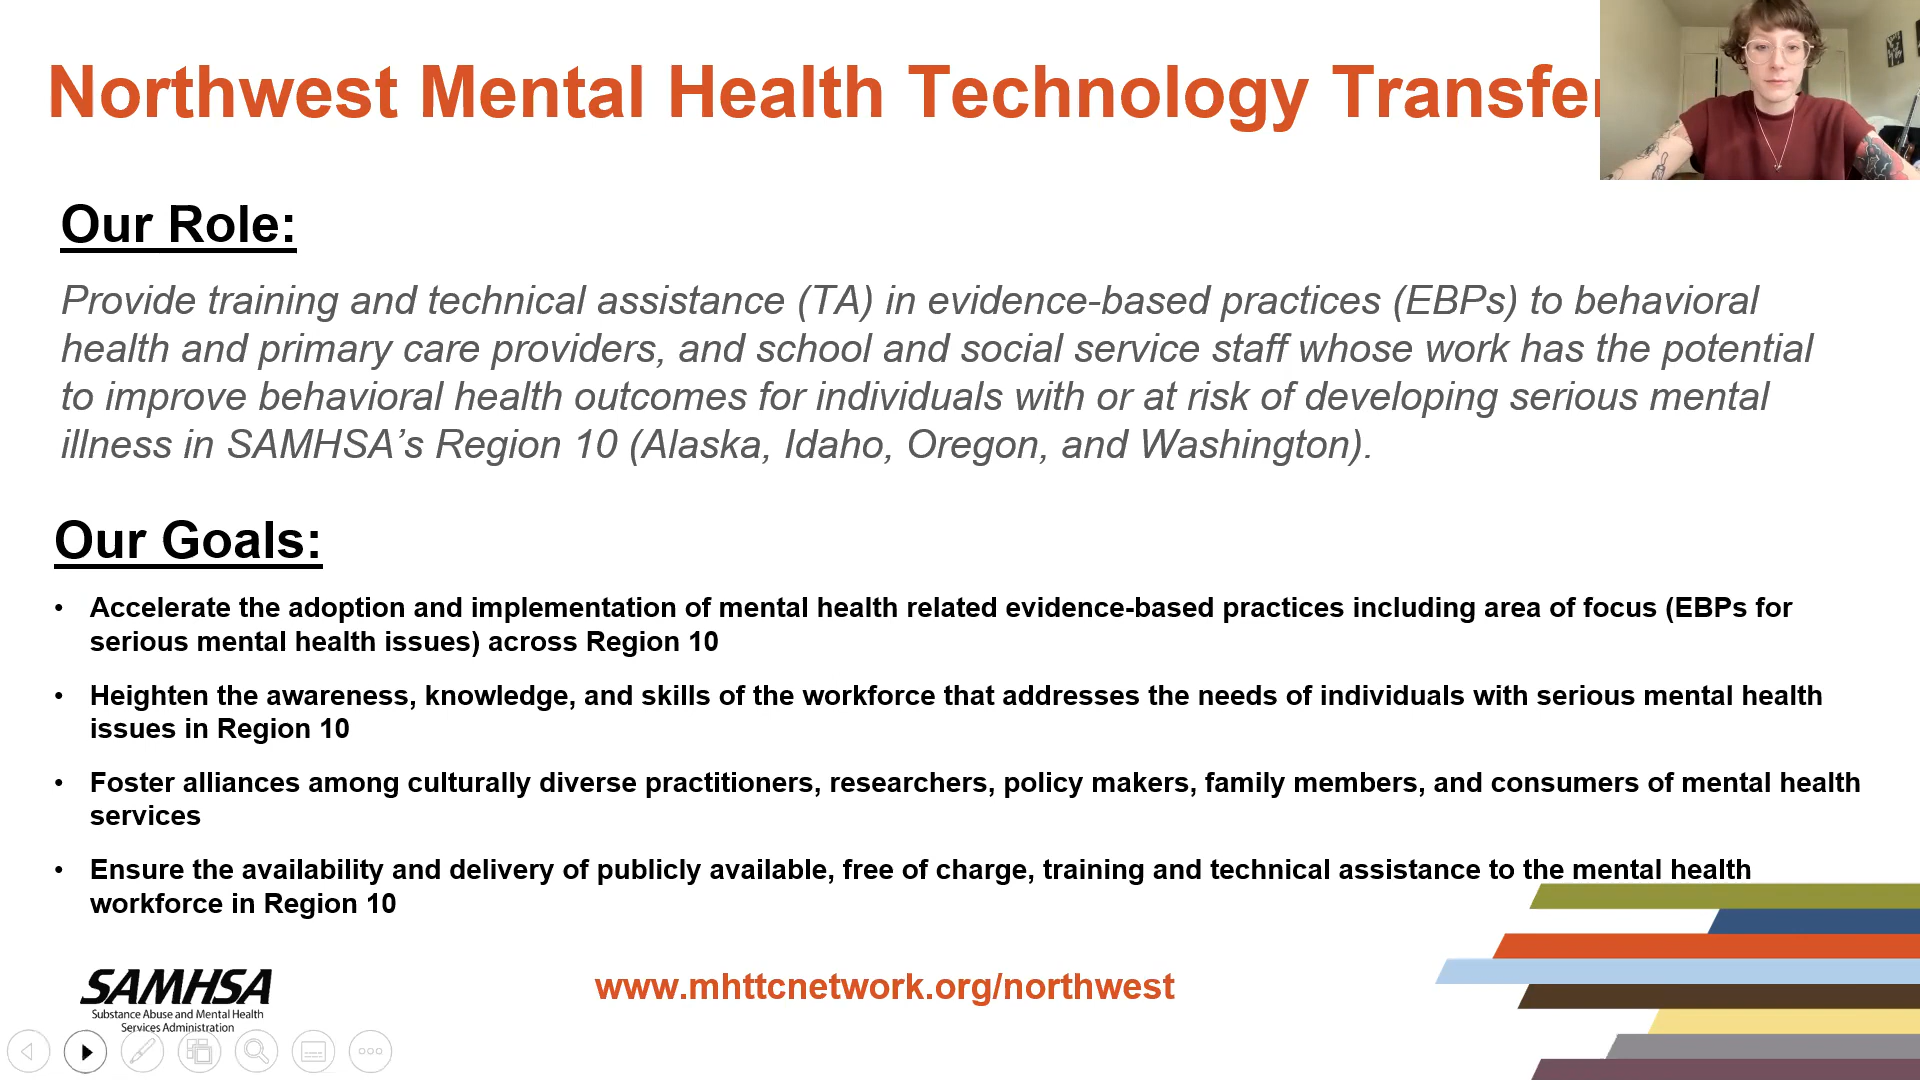 Northwest Mental Health Technology Transfer
Our Role:
Provide training and technical assistance (TA) in evidence-based practices (EBPs) to behavioral
health and primary care providers, and school and social service staff whose work has the potential
to improve behavioral health outcomes for individuals with or at risk of developing serious mental
illness in SAMHSA’s Region 10 (Alaska, Idaho, Oregon, and Washington).
Our Goals:
• Accelerate the adoption and implementation of mental health related evidence-based practices including area of focus (EBPs for
serious mental health issues) across Region 10
• Heighten the awareness, knowledge, and skills of the workforce that addresses the needs of individuals with serious mental health
issues in Region 10
• Foster alliances among culturally diverse practitioners, researchers, policy makers, family members, and consumers of mental health
services
• Ensure the availability and delivery of publicly available, free of charge, training and technical assistance to the mental health
workforce in Region 10
SAMHSA
Substance Abuse and Mental Health
Services Administration
www.mhttcnetwork.org/northwest